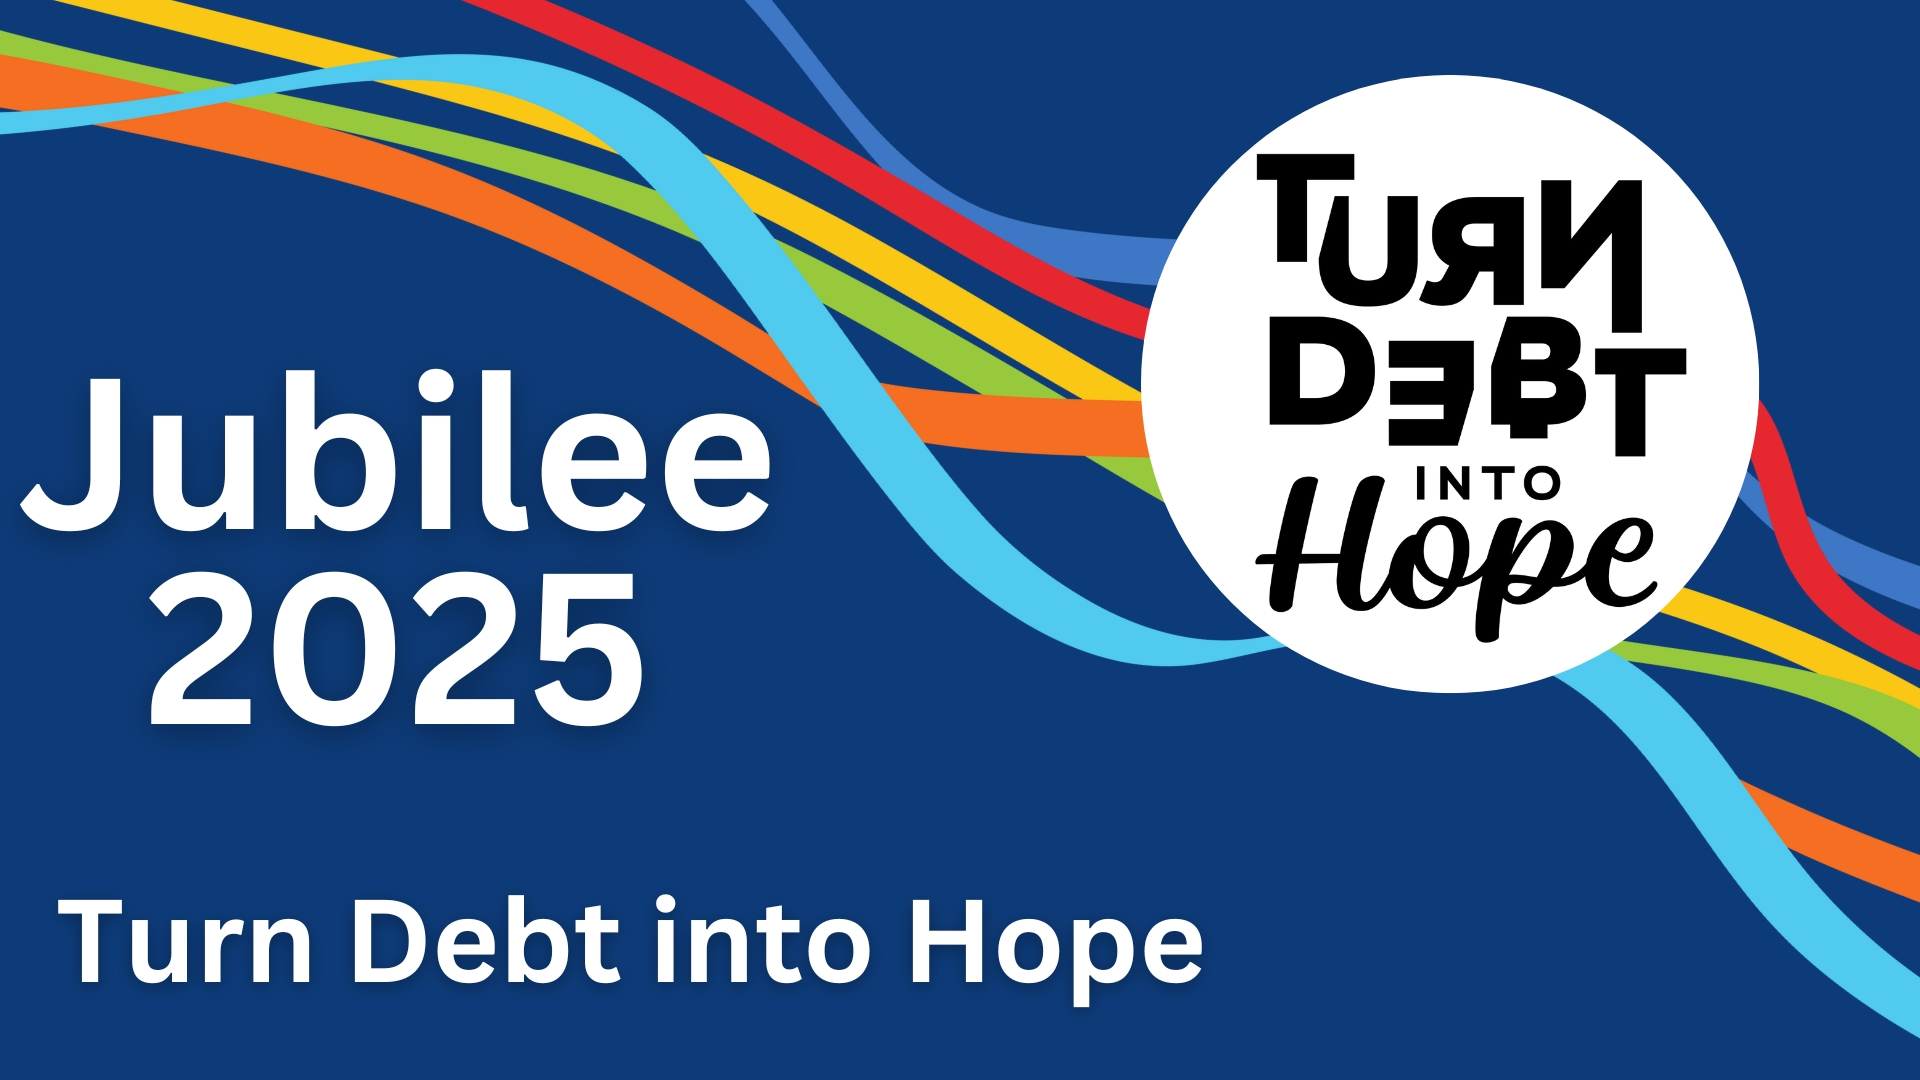 Jubilee
2025
Turn Debt into Hope
TURN
DEBT
INTO
Hope